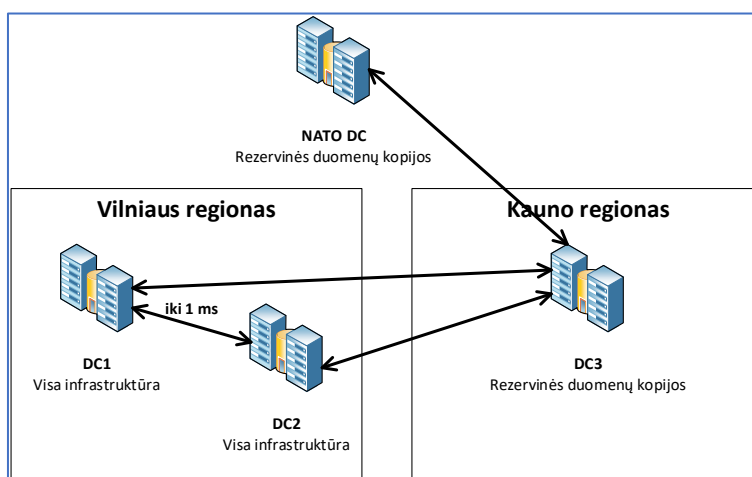 NATO DC
Rezervinės duomenų kopijos
Vilniaus regionas
Kauno regionas
iki 1 ms
DC1
Visa infrastruktūra
DC2
Visa infrastruktūra
DC3
Rezervinės duomenų kopijos